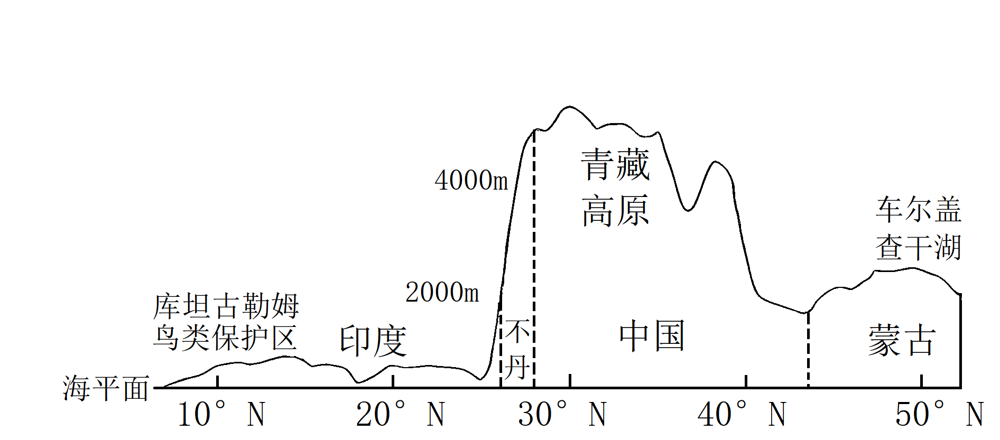 青藏
高原
4000m
车尔盖
查干湖
2000m
库坦古勒姆
鸟类保护区
印度
不
丹
中国
蒙古
海平面
10° N
20° N
30° N
40° N
50° N